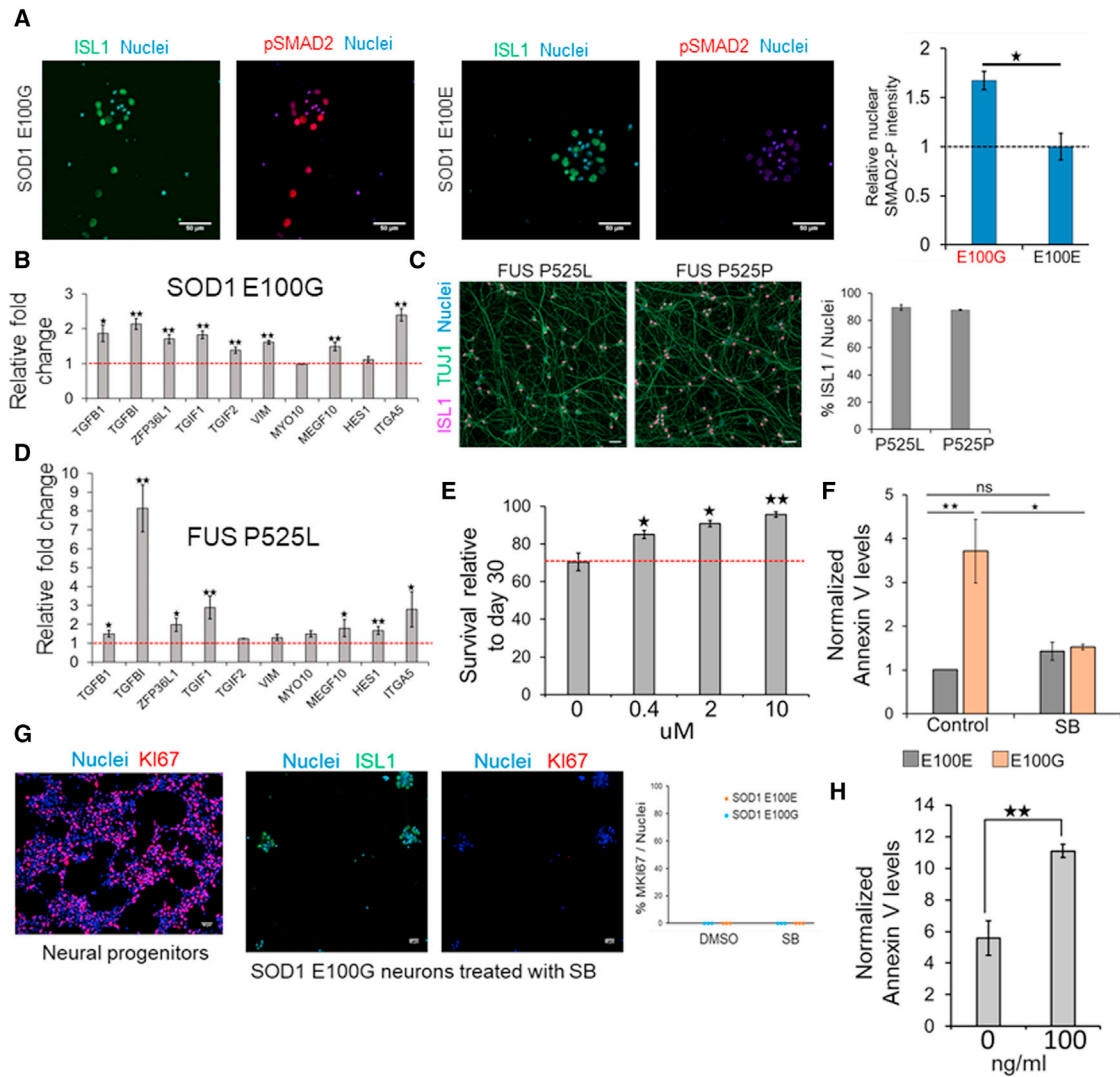 A
ISL1 Nuclei
pSMAD2 Nuclei
ISL1 Nuclei
pSMAD2 Nuclei
SOD1 E100G
SOD1 E100E
50 µm
50 µm
50 µm
50 µm
Relative nuclear
SMAD2-P intensity
2
1.5
1
0.5
0
★
E100G
E100E
B
SOD1 E100G
Relative fold
change
3
2
1
0
* ** ** ** ** ** ** **
TGFB1 TGFBI ZFP36L1 TGIF1 TGIF2 VIM MYO10 MEGF10 HES1 ITGA5
C
FUS P525L
FUS P525P
ISL1 TUJ1 Nuclei
% ISL1 / Nuclei
100
80
60
40
20
0
P525L P525P
D
FUS P525L
Relative fold change
10
9
8
7
6
5
4
3
2
1
0
* ** * ** * ** *
TGFB1 TGFBI ZFP36L1 TGIF1 TGIF2 VIM MYO10 MEGF10 HES1 ITGA5
E
Survival relative
to day 30
100
90
80
70
60
50
40
30
20
10
0
★ ★ ★★
0 0.4 2 10
uM
F
Normalized
Annexin V levels
5
4
3
2
1
0
ns
**
*
Control SB
E100E E100G
G
Nuclei KI67
Nuclei ISL1
Nuclei KI67
Neural progenitors
SOD1 E100G neurons treated with SB
% MKI67 / Nuclei
100
80
60
40
20
0
SOD1 E100E
SOD1 E100G
DMSO SB
H
Normalized
Annexin V levels
14
12
10
8
6
4
2
0
★★
0 100
ng/ml